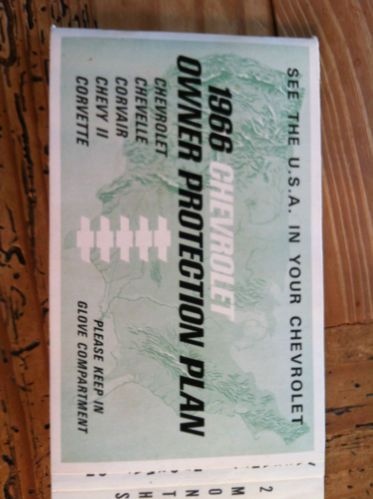 SEE THE U.S.A. IN YOUR CHEVROLET
1966 CHEVROLET
OWNER PROTECTION PLAN
CHEVROLET
CHEVELLE
CORVAIR
CHEVY II
CORVETTE
PLEASE KEEP IN
GLOVE COMPARTMENT